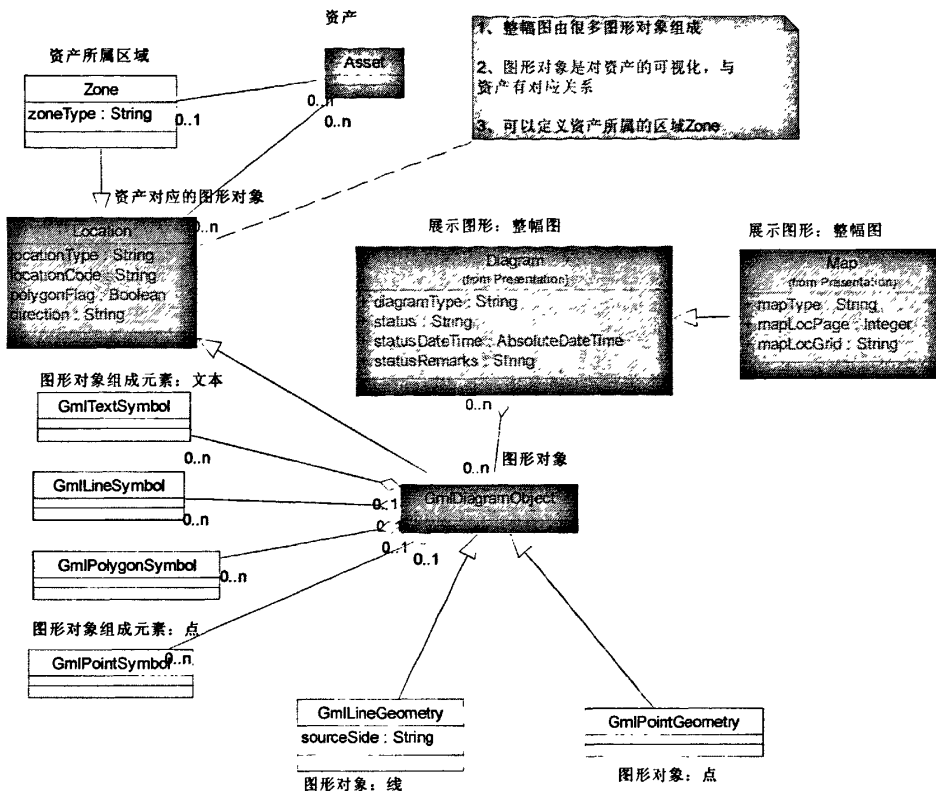 资产
资产所属区域
Asset
Zone
zoneType : String
0..1
0..n
0..n
1、整幅图由很多图形对象组成
2、图形对象是对资产的可视化，与
资产有对应关系
3、可以定义资产所属的区域Zone
资产对应的图形对象
0..n
Location
locationType : String
locationCode : String
polygonFlag : Boolean
direction : String
展示图形：整幅图
Diagram
(from Presentation)
diagramType : String
status : String
statusDateTime : AbsoluteDateTime
statusRemarks : String
展示图形：整幅图
Map
(from Presentation)
mapType : String
mapLocPage : Integer
mapLocGrid : String
图形对象组成元素：文本
GmlTextSymbol
0..n
0..n
0..n
图形对象
GmlDiagramObject
GmlLineSymbol
0..n
0..1
0..1
0..1
0..1
GmlPolygonSymbol
0..n
图形对象组成元素：点
GmlPointSymbol
0..n
GmlLineGeometry
sourceSide : String
图形对象：线
GmlPointGeometry
图形对象：点